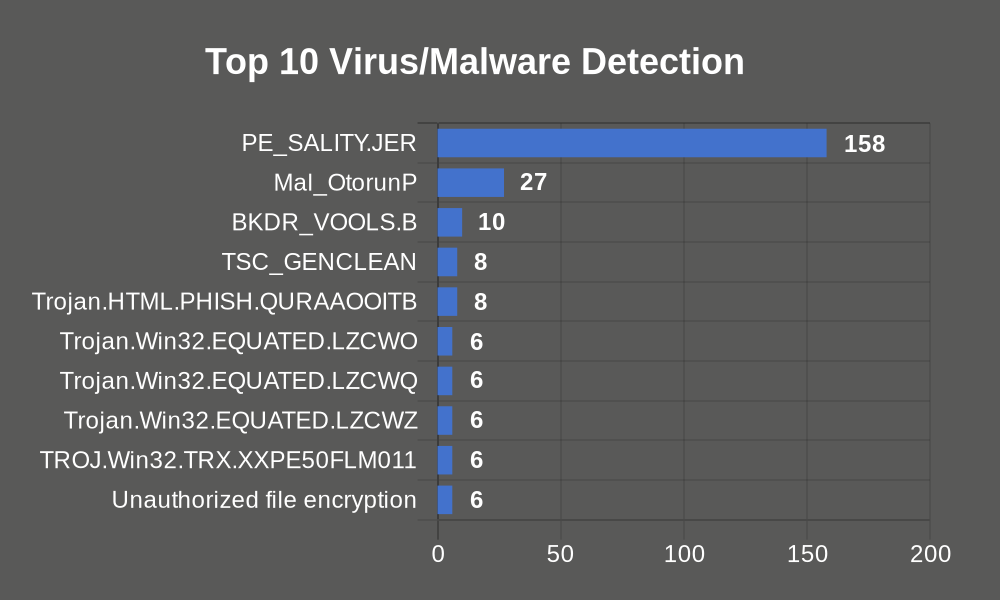 Top 10 Virus/Malware Detection
PE_SALITY.JER 158
Mal_OtorunP 27
BKDR_VOOLS.B 10
TSC_GENCLEAN 8
Trojan.HTML.PHISH.QURAAOOITB 8
Trojan.Win32.EQUATED.LZCWO 6
Trojan.Win32.EQUATED.LZCWQ 6
Trojan.Win32.EQUATED.LZCWZ 6
TROJ.Win32.TRX.XXPE50FLM011 6
Unauthorized file encryption 6
0 50 100 150 200